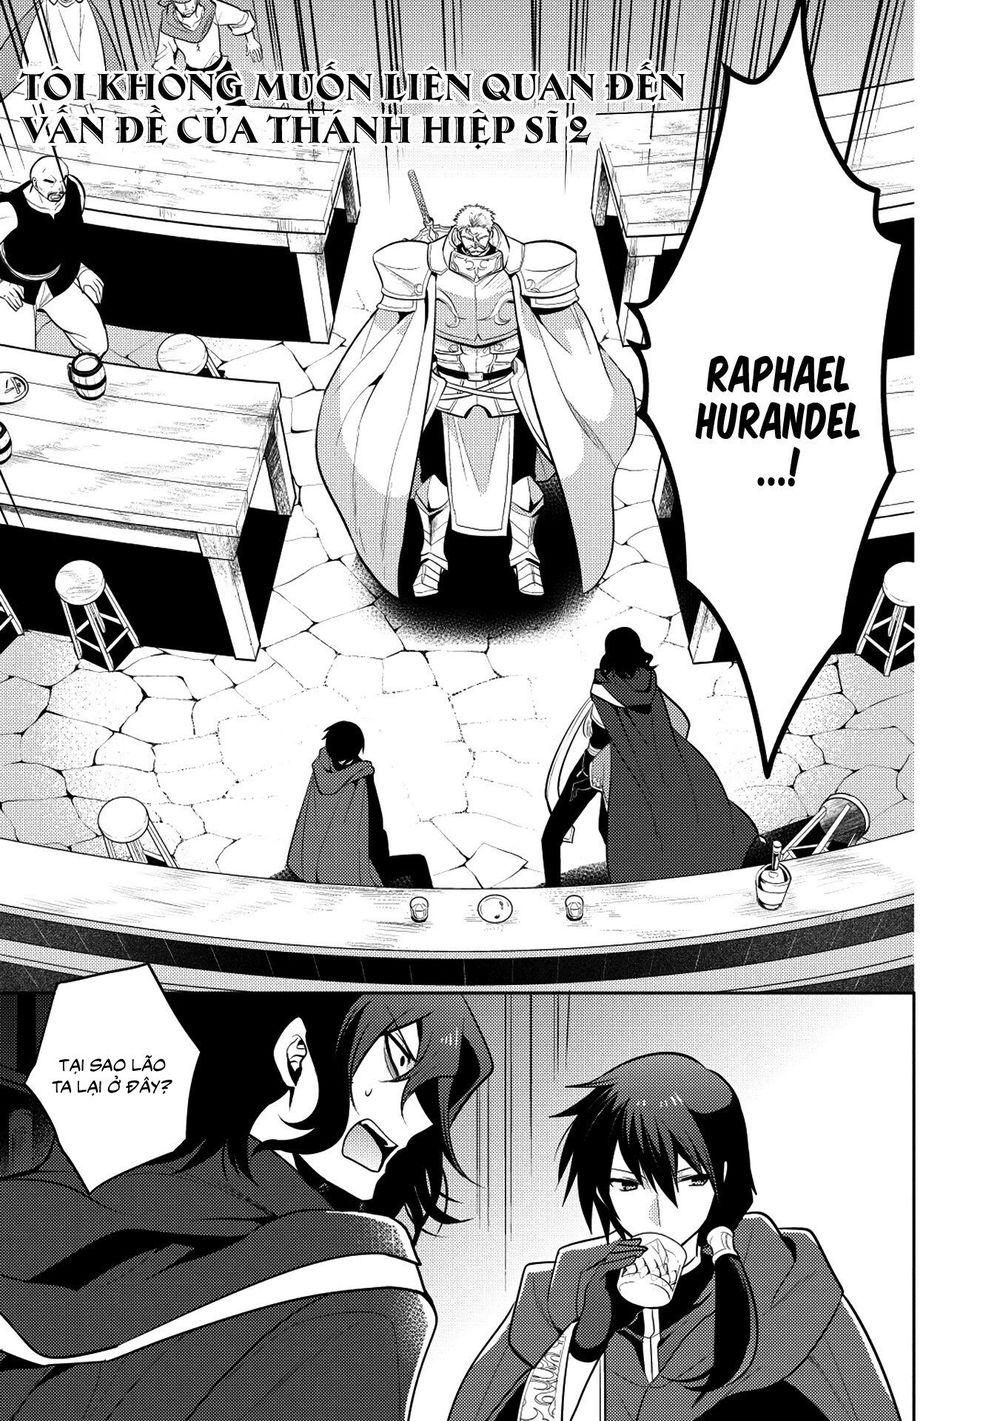 TÔI KHÔNG MUỐN LIÊN QUAN ĐẾN
VẤN ĐỀ CỦA THÁNH HIỆP SĨ 2
RAPHAEL
HURANDEL
...!
TẠI SAO LÃO
TA LẠI Ở ĐÂY?